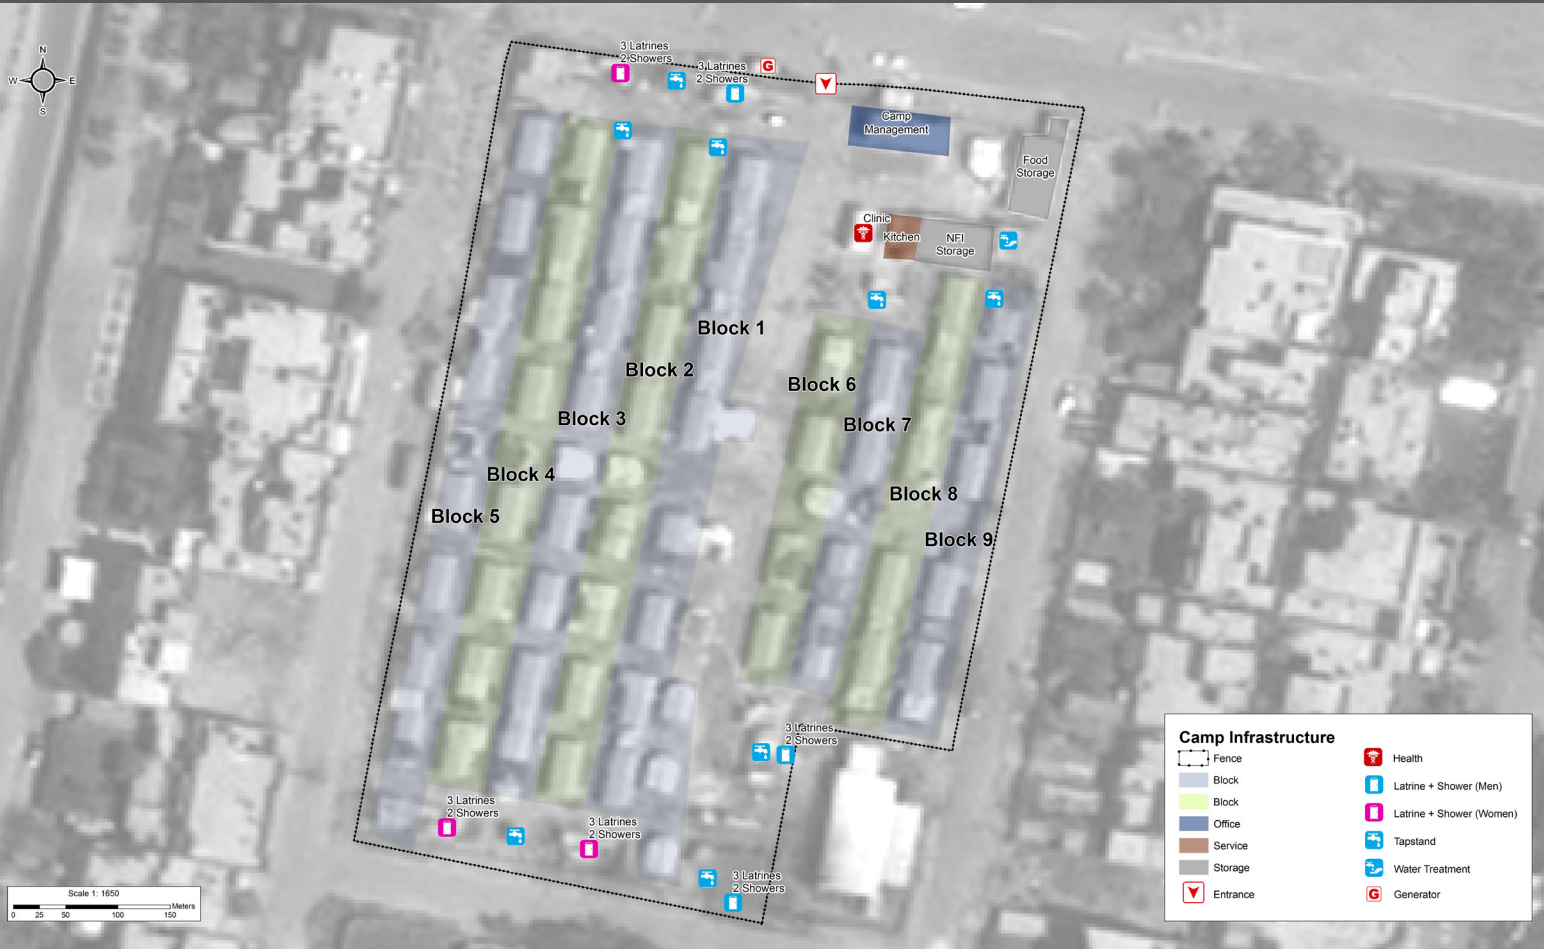 N
W
E
S
3 Latrines
2 Showers
3 Latrines
2 Showers
G
Camp
Management
Food
Storage
Clinic
Kitchen
NFI
Storage
Block 1
Block 2
Block 3
Block 4
Block 5
Block 6
Block 7
Block 8
Block 9
3 Latrines
2 Showers
3 Latrines
2 Showers
3 Latrines
2 Showers
3 Latrines
2 Showers
Scale 1: 1650
Meters
0 25 50 100 150
Camp Infrastructure
Fence
Block
Block
Office
Service
Storage
Entrance
Health
Latrine + Shower (Men)
Latrine + Shower (Women)
Tapstand
Water Treatment
G Generator